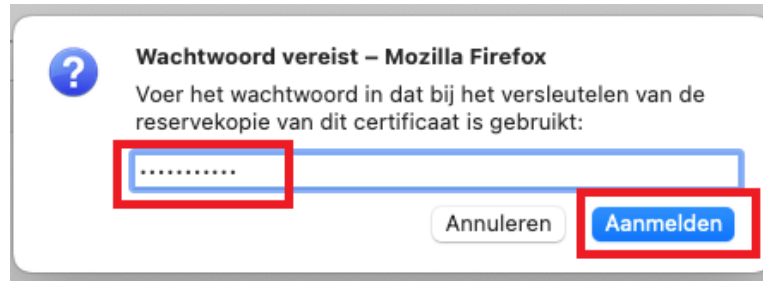 Wachtwoord vereist – Mozilla Firefox
Voer het wachtwoord in dat bij het versleutelen van de
reservekopie van dit certificaat is gebruikt:
...........
Annuleren
Aanmelden